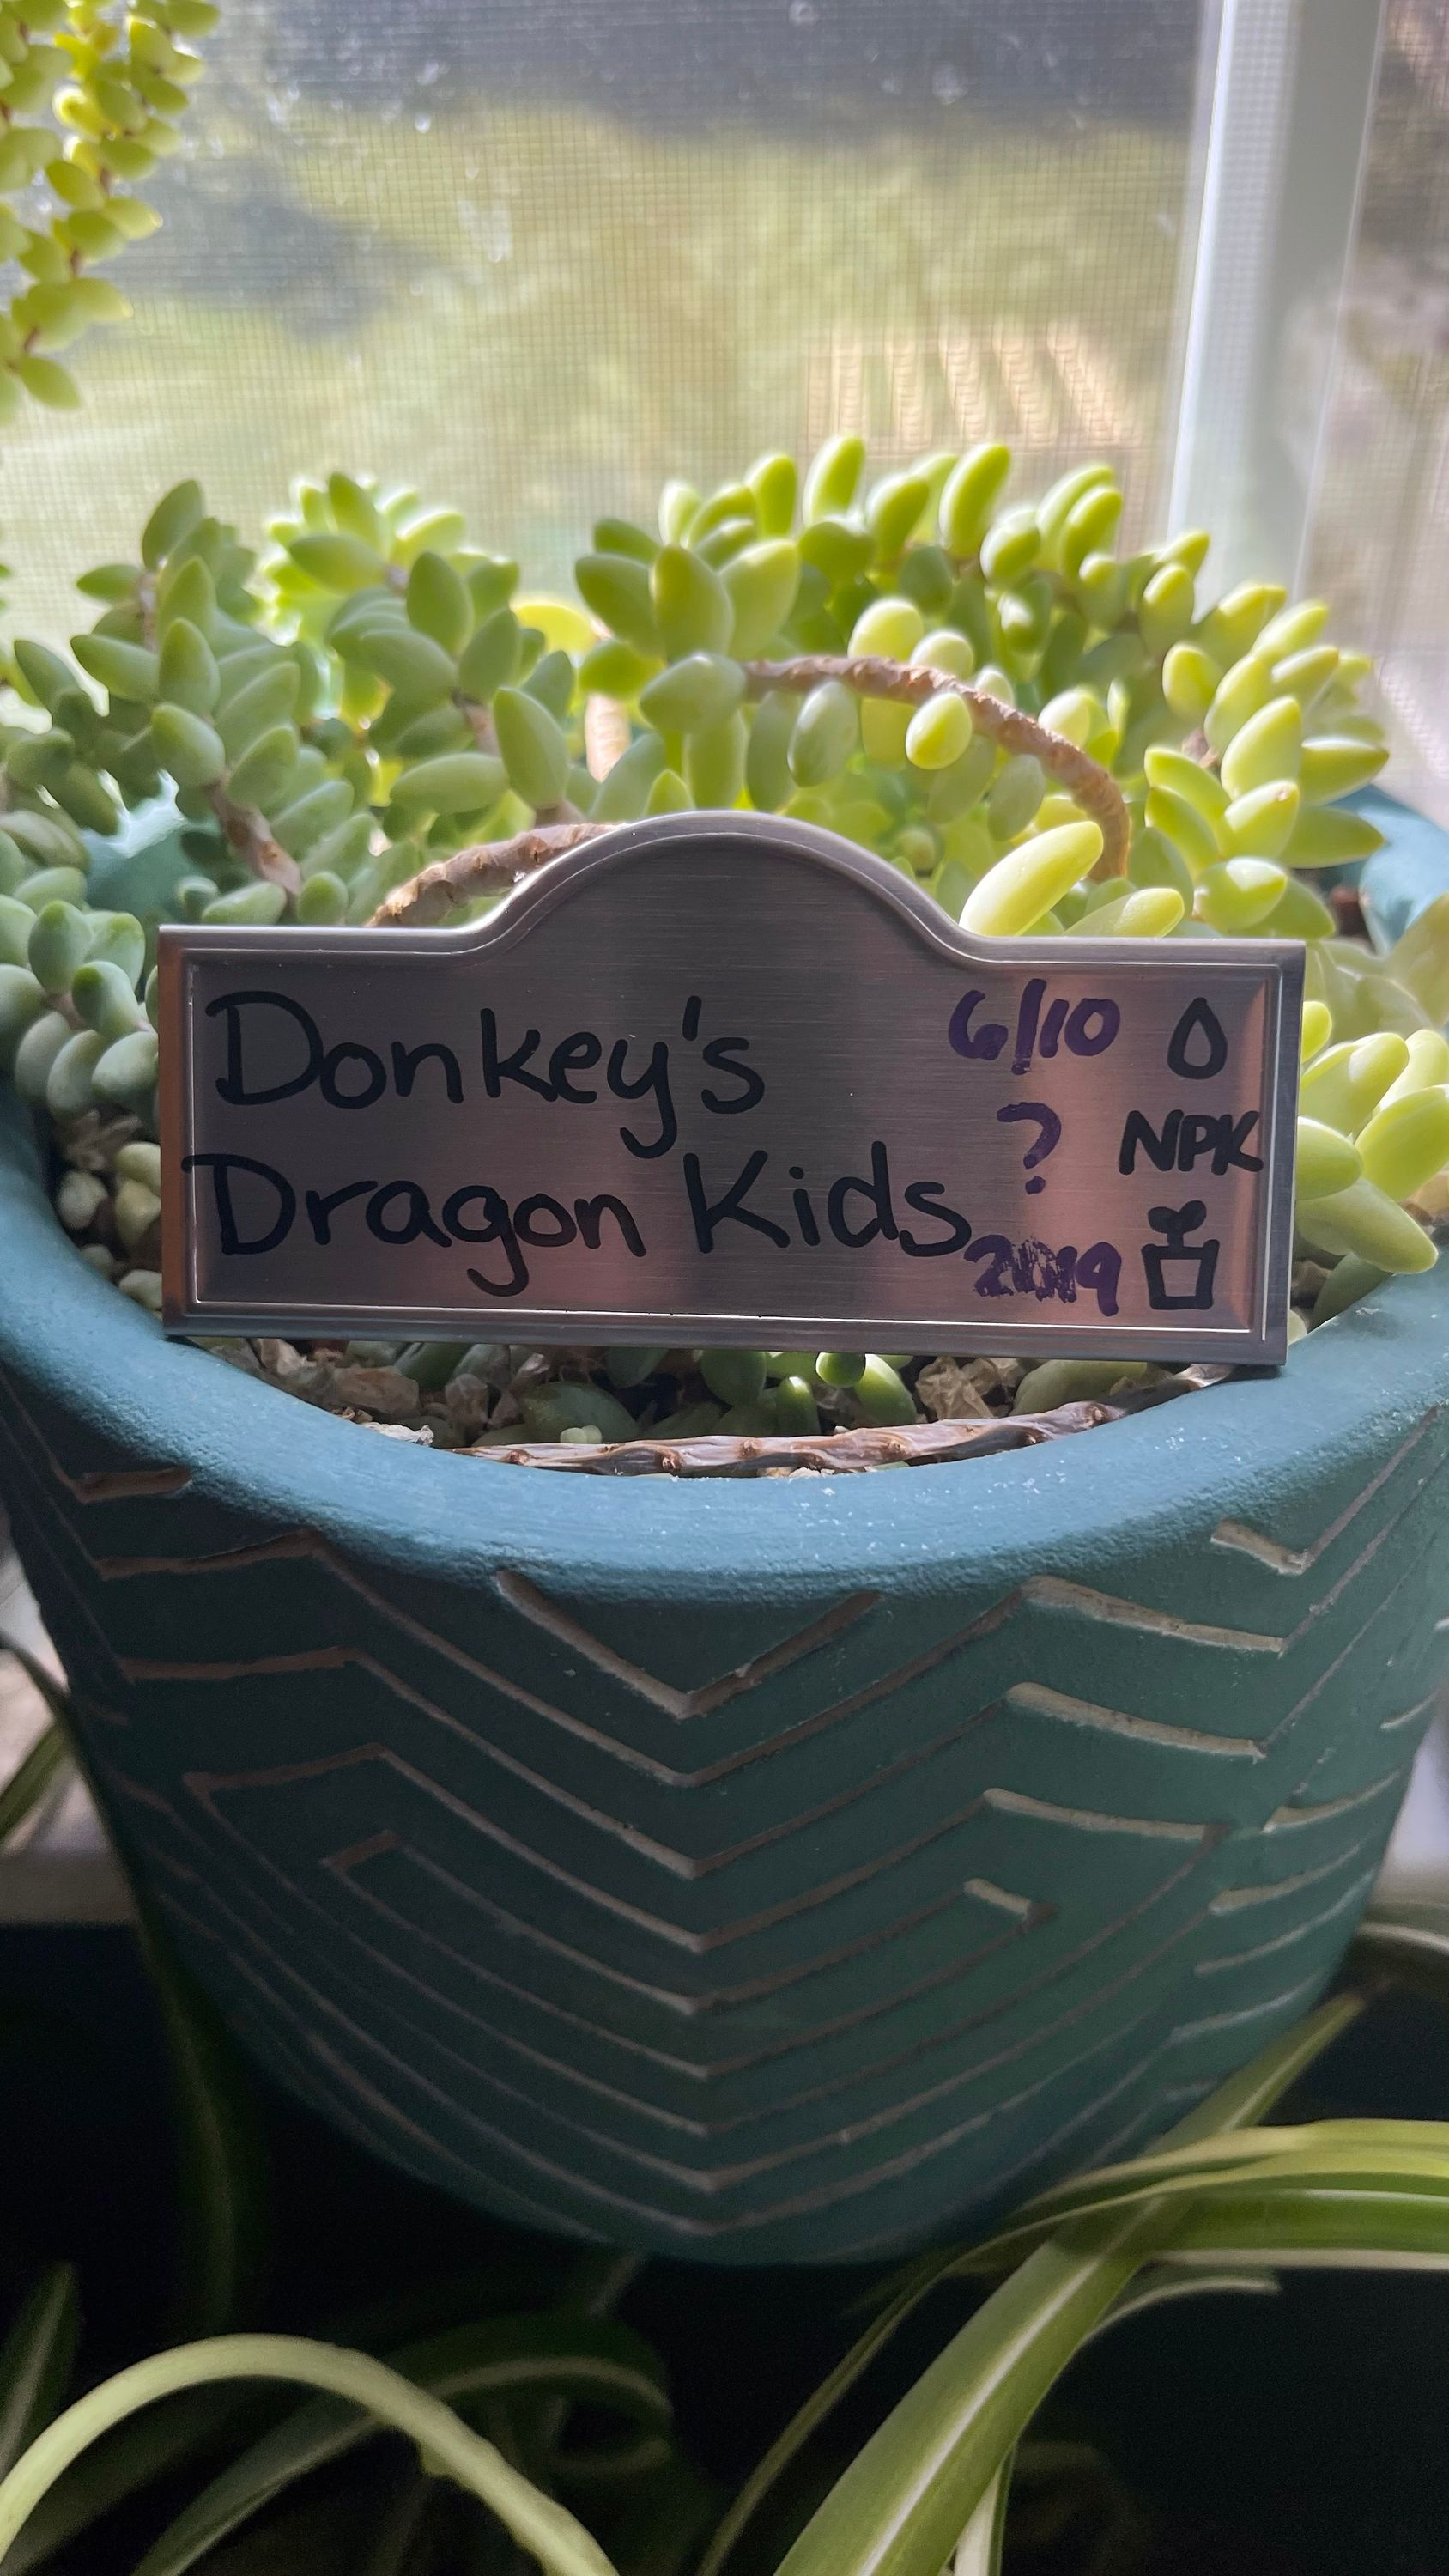 Donkey's
Dragon Kids
6/10
?
NPK
2019